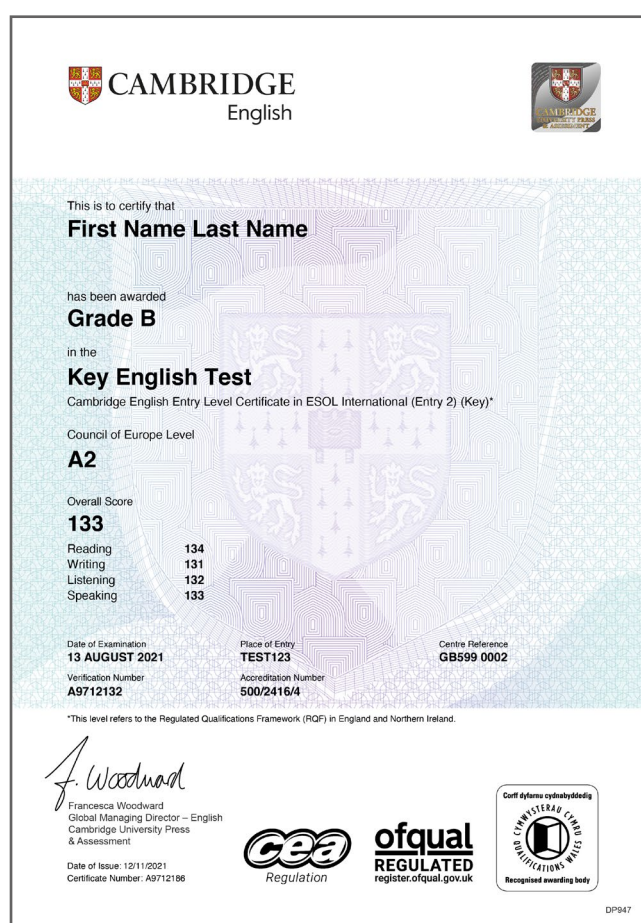 CAMBRIDGE
English
CAMBRIDGE
UNIVERSITY PRESS
& ASSESSMENT
This is to certify that
First Name Last Name
has been awarded
Grade B
in the
Key English Test
Cambridge English Entry Level Certificate in ESOL International (Entry 2) (Key)*
Council of Europe Level
A2
Overall Score
133
Reading 134
Writing 131
Listening 132
Speaking 133
Date of Examination Place of Entry Centre Reference
13 AUGUST 2021 TEST123 GB599 0002
Verification Number Accreditation Number
A9712132 500/2416/4
*This level refers to the Regulated Qualifications Framework (RQF) in England and Northern Ireland.
f. Woodward
Francesca Woodward
Global Managing Director – English
Cambridge University Press
& Assessment
Date of Issue: 12/11/2021
Certificate Number: A9712186
cea
Regulation
ofqual
REGULATED
register.ofqual.gov.uk
Corff dyfarnu cydnabyddedig
CYMWYSTERAU CYMRU
QUALIFICATIONS WALES
Recognised awarding body
DP947